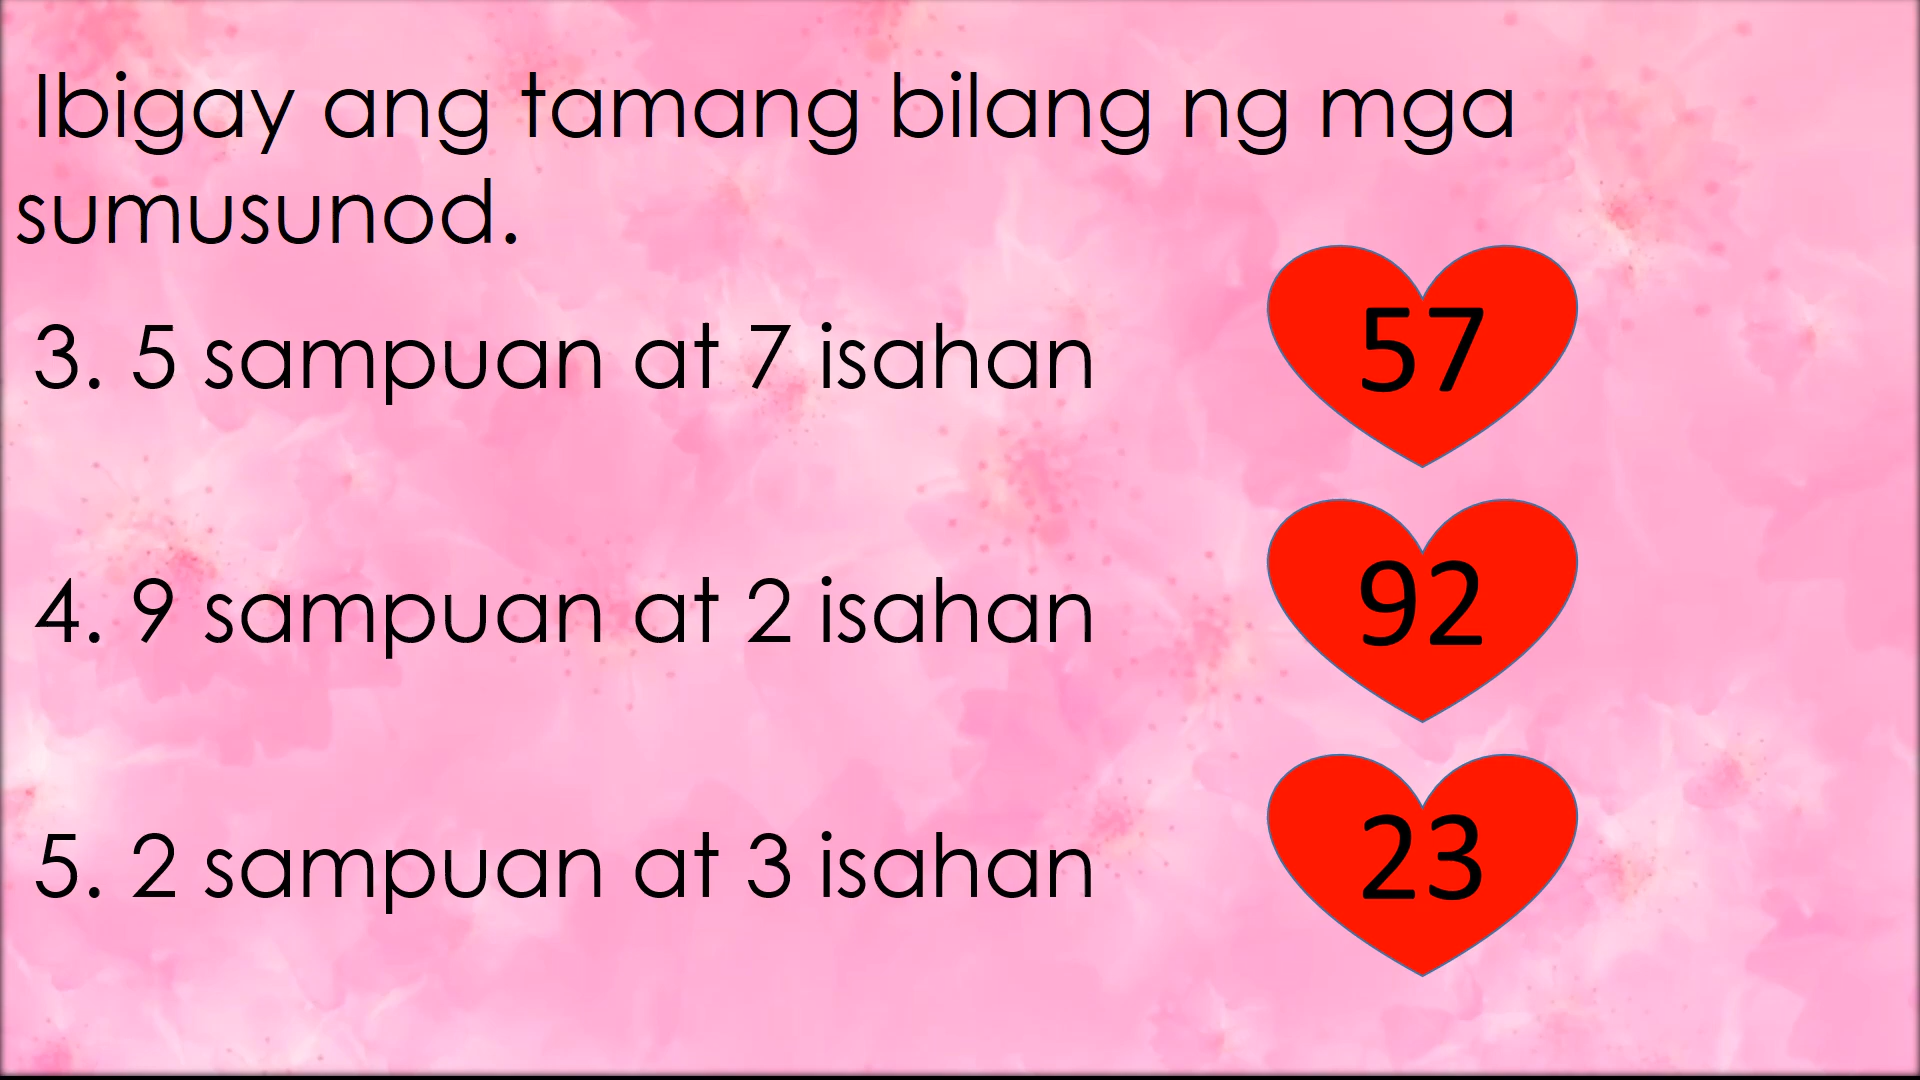 Ibigay ang tamang bilang ng mga
sumusunod.
3. 5 sampuan at 7 isahan
57
4. 9 sampuan at 2 isahan
92
5. 2 sampuan at 3 isahan
23